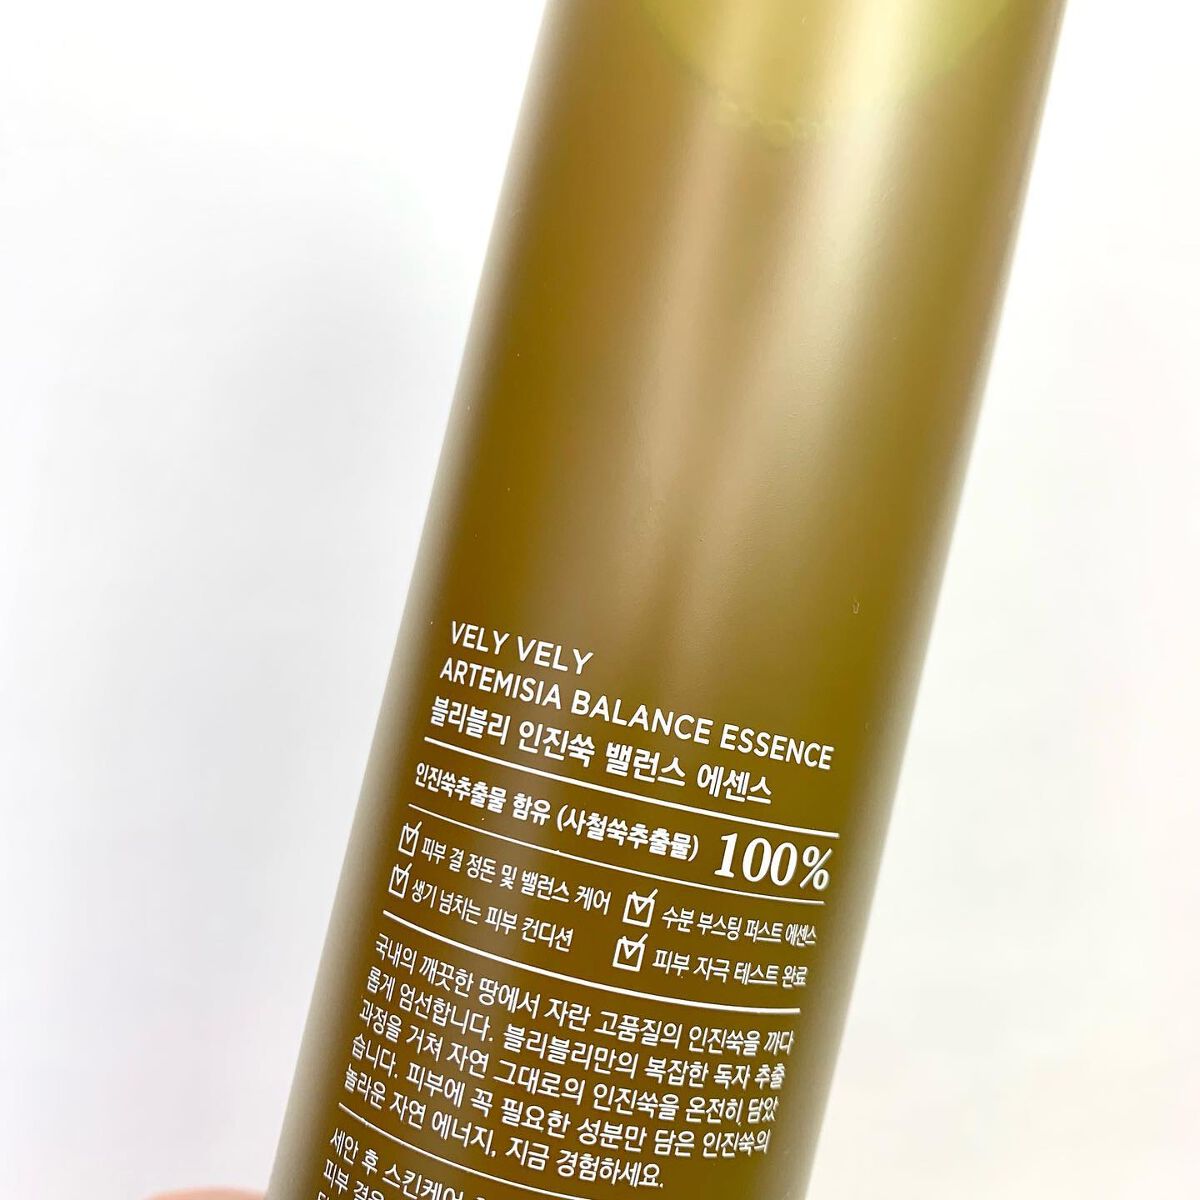 VELY VELY
ARTEMISIA BALANCE ESSENCE
블리블리 인진쑥 밸런스 에센스
인진쑥추출물 함유 (사철쑥추출물) 100%
피부 결 정돈 및 밸런스 케어
수분 부스팅 퍼스트 에센스
생기 넘치는 피부 컨디션
피부 자극 테스트 완료
국내의 깨끗한 땅에서 자란 고품질의 인진쑥을 까다
롭게 엄선합니다. 블리블리만의 복잡한 독자 추출
과정을 거쳐 자연 그대로의 인진쑥을 온전히 담았
습니다. 피부에 꼭 필요한 성분만 담은 인진쑥의
놀라운 자연 에너지, 지금 경험하세요.
세안 후 스킨케어
피부 결을